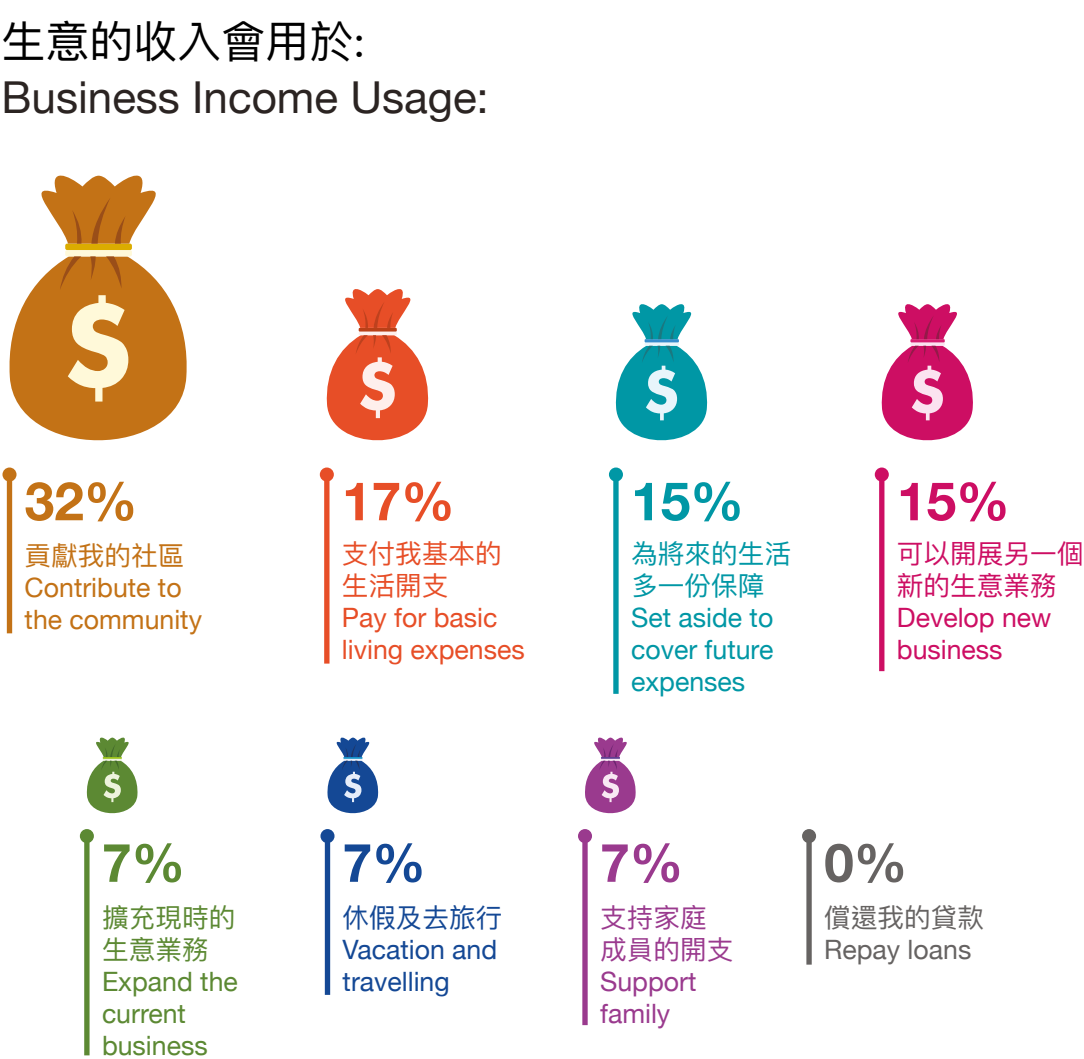 生意的收入會用於:
Business Income Usage:
$
$
$
$
32%
貢獻我的社區
Contribute to
the community
17%
支付我基本的
生活開支
Pay for basic
living expenses
15%
為將來的生活
多一份保障
Set aside to
cover future
expenses
15%
可以開展另一個
新的生意業務
Develop new
business
$
$
$
7%
擴充現時的
生意業務
Expand the
current
business
7%
休假及去旅行
Vacation and
travelling
7%
支持家庭
成員的開支
Support
family
0%
償還我的貸款
Repay loans